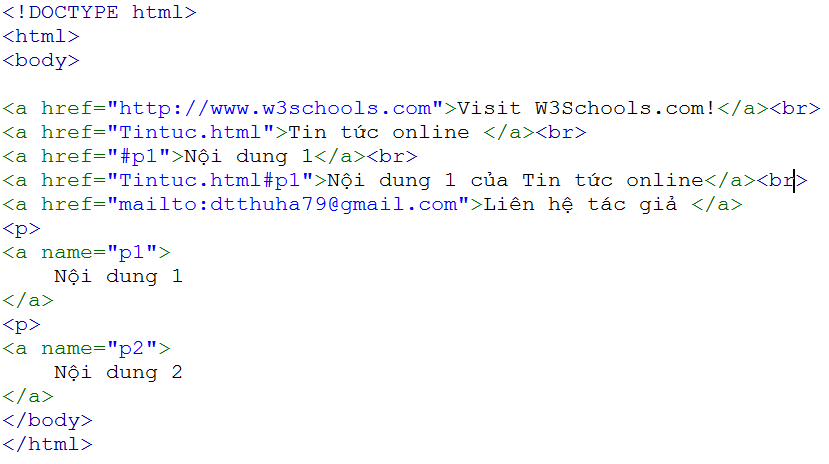 <!DOCTYPE html>
<html>
<body>
<a href="http://www.w3schools.com">Visit W3Schools.com!</a><br>
<a href="Tintuc.html">Tin tức online </a><br>
<a href="#p1">Nội dung 1</a><br>
<a href="Tintuc.html#p1">Nội dung 1 của Tin tức online</a><br>
<a href="mailto:dtthuha79@gmail.com">Liên hệ tác giả </a>
<p>
<a name="p1">
    Nội dung 1
</a>
<p>
<a name="p2">
    Nội dung 2
</a>
</body>
</html>